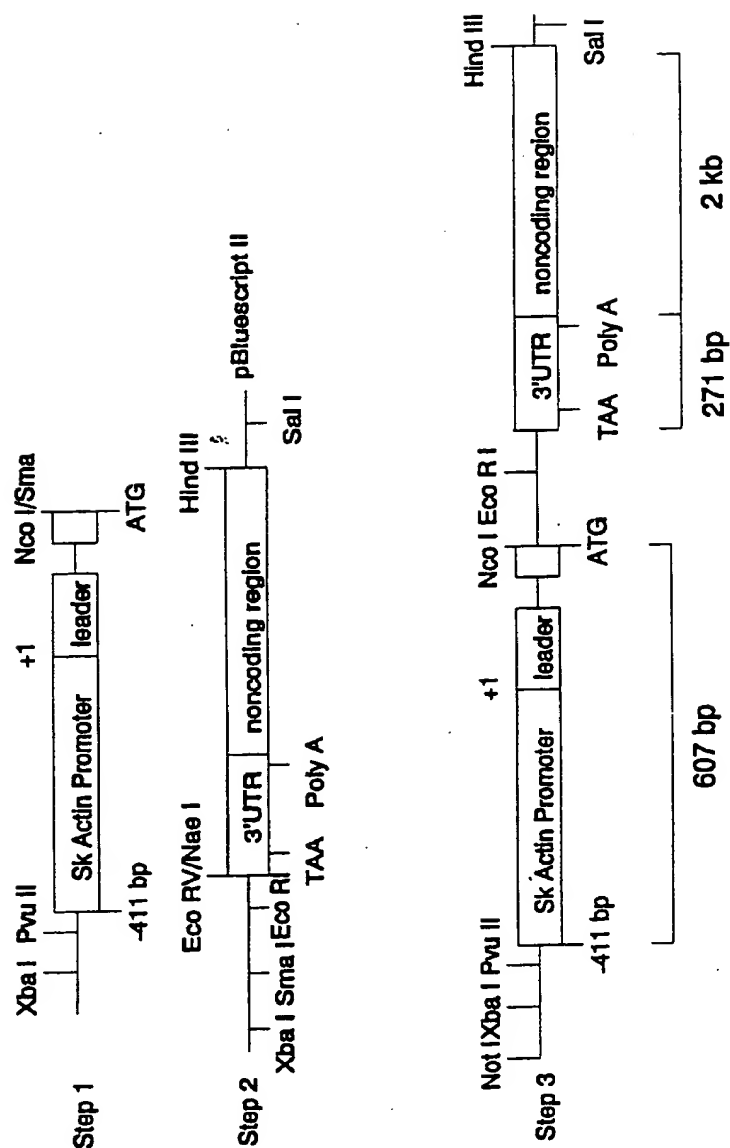 Step 1
Xba I Pvu II
+1
Nco I/Sma
Sk Actin Promoter
leader
-411 bp
ATG
Step 2
Eco RV/Nae I
Hind III
3'UTR
noncoding region
pBluescript II
Xba I Sma I Eco RI
TAA Poly A
Sal I
Step 3
Not I Xba I Pvu II
+1
Nco I Eco R I
Hind III
Sk Actin Promoter
leader
3'UTR
noncoding region
-411 bp
ATG
TAA Poly A
Sal I
607 bp
271 bp
2 kb